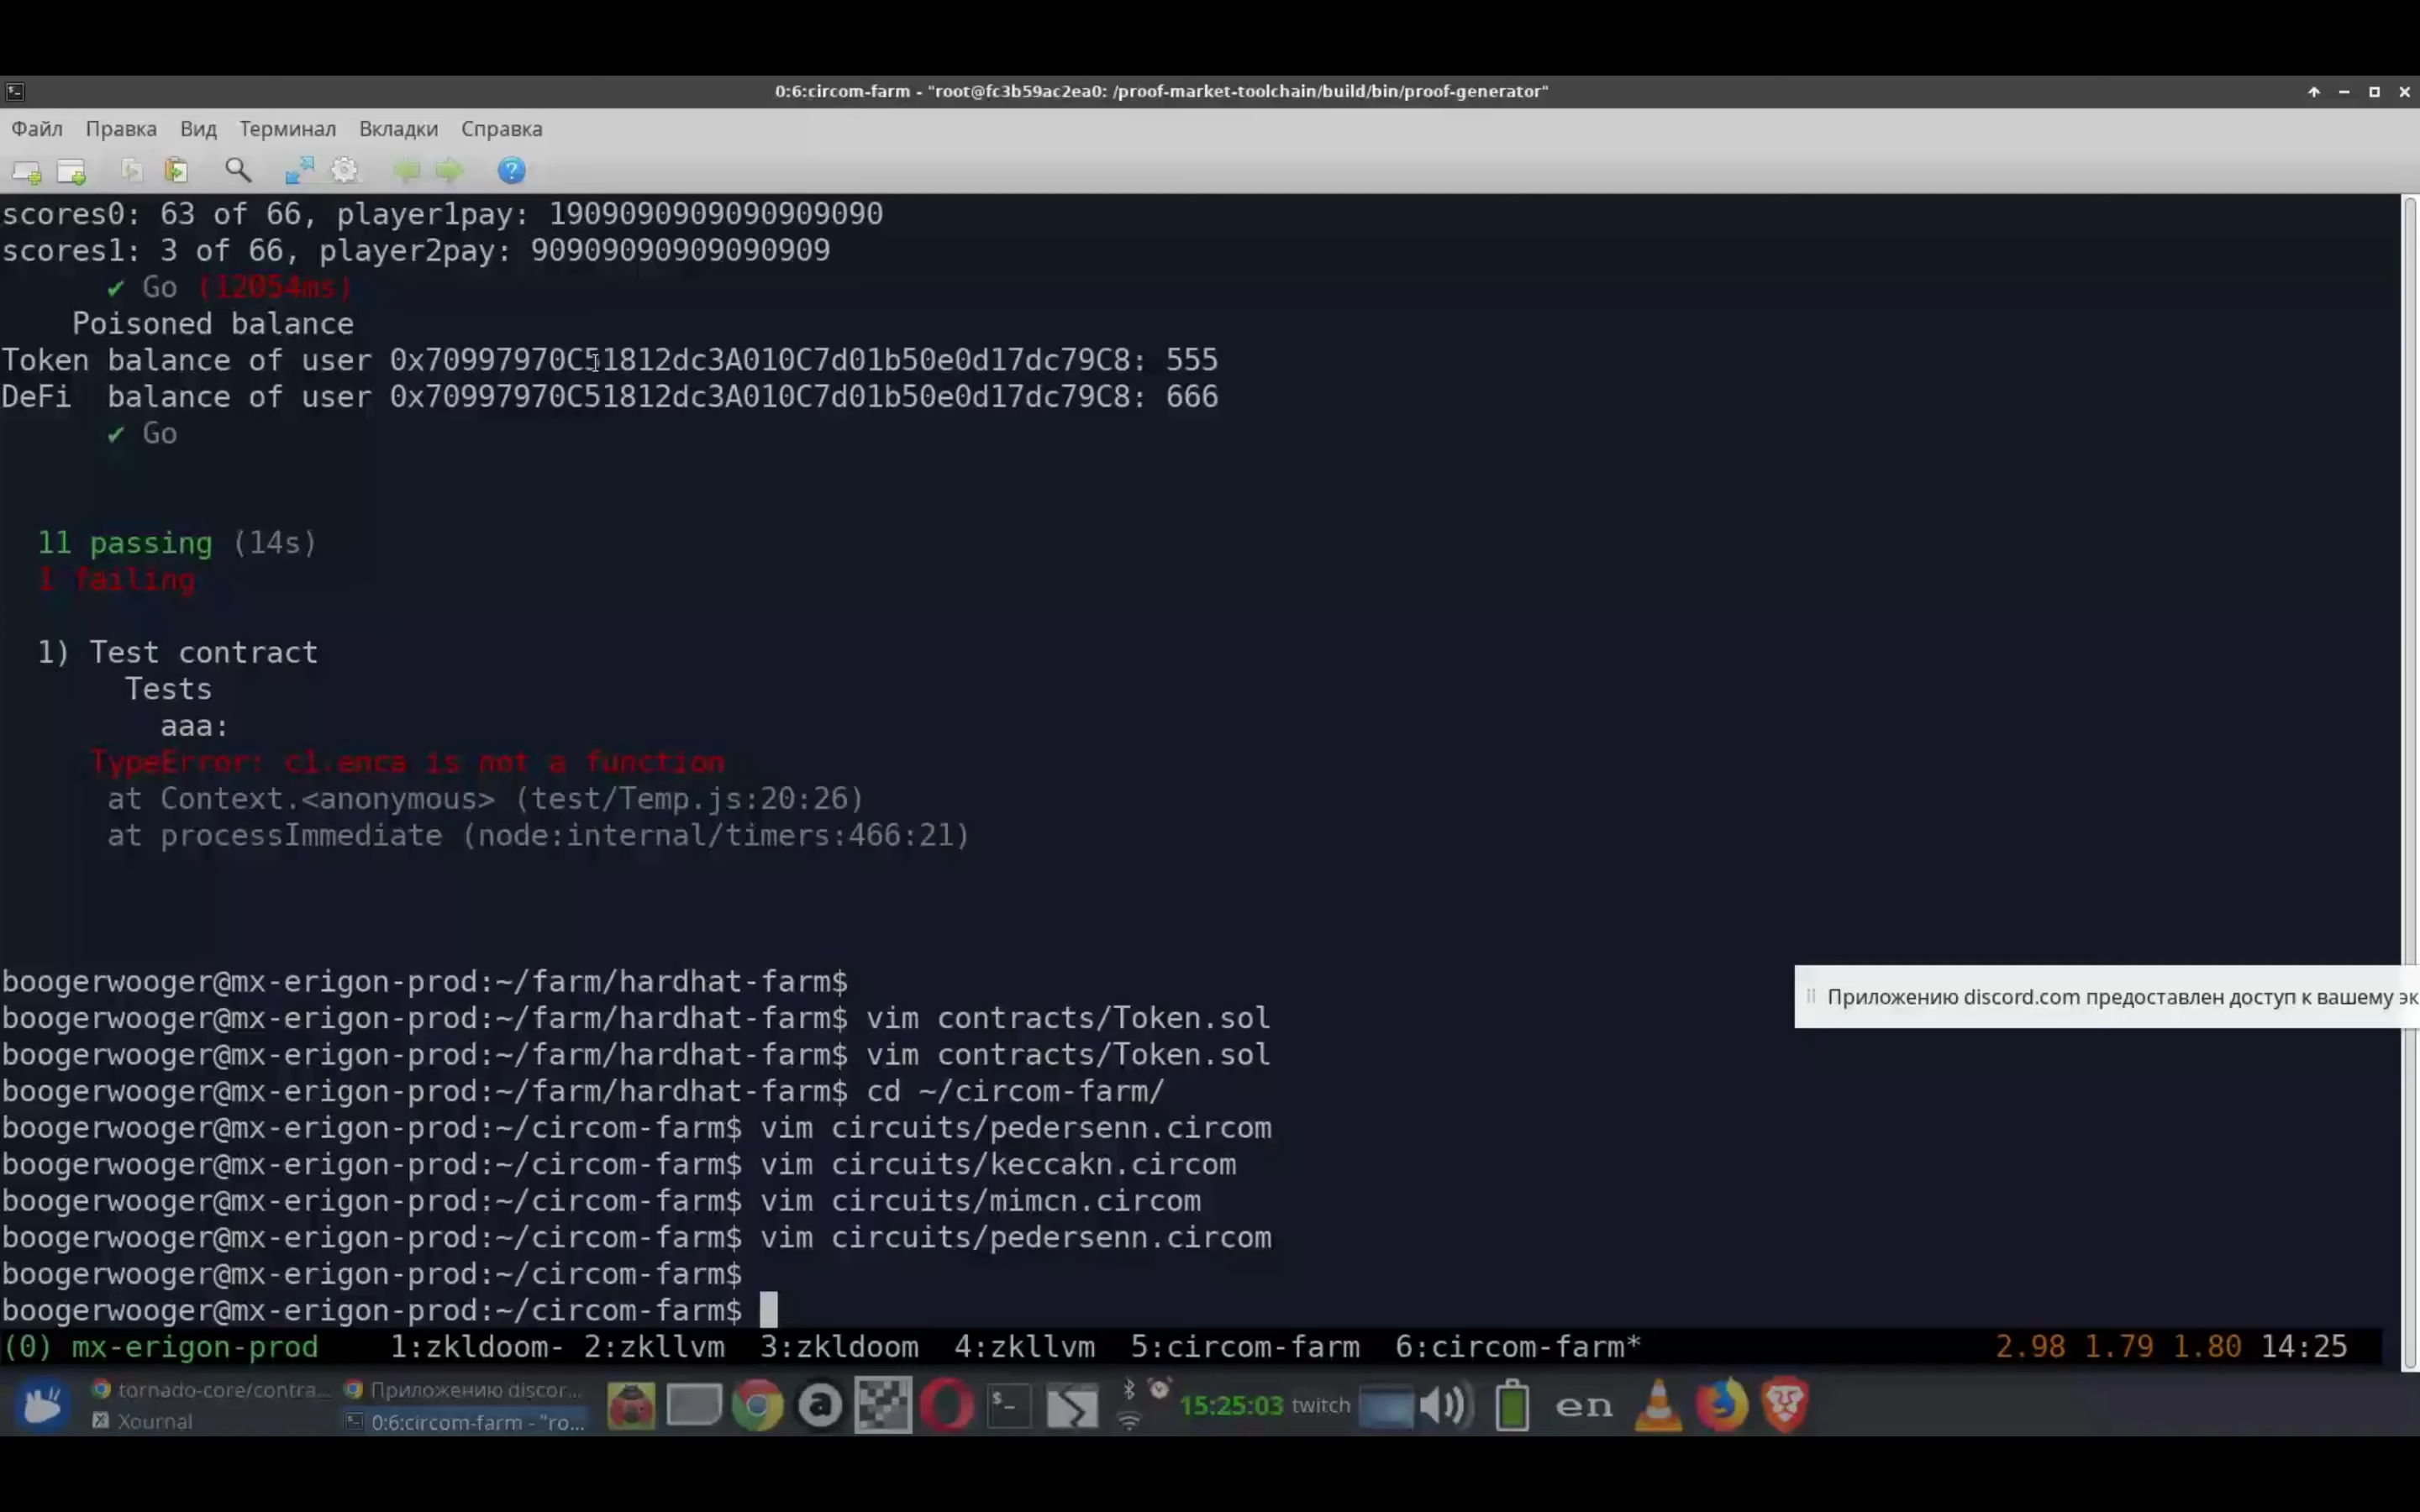 0:6:circom-farm - "root@fc3b59ac2ea0: /proof-market-toolchain/build/bin/proof-generator"
Файл Правка Вид Терминал Вкладки Справка
scores0: 63 of 66, player1pay: 1909090909090909090
scores1: 3 of 66, player2pay: 90909090909090909
✔ Go (12054ms)
Poisoned balance
Token balance of user 0x70997970C51812dc3A010C7d01b50e0d17dc79C8: 555
DeFi  balance of user 0x70997970C51812dc3A010C7d01b50e0d17dc79C8: 666
✔ Go
11 passing (14s)
1 failing
1) Test contract
Tests
aaa:
TypeError: c1.enca is not a function
at Context.<anonymous> (test/Temp.js:20:26)
at processImmediate (node:internal/timers:466:21)
boogerwooger@mx-erigon-prod:~/farm/hardhat-farm$
Приложению discord.com предоставлен доступ к вашему эк
boogerwooger@mx-erigon-prod:~/farm/hardhat-farm$ vim contracts/Token.sol
boogerwooger@mx-erigon-prod:~/farm/hardhat-farm$ vim contracts/Token.sol
boogerwooger@mx-erigon-prod:~/farm/hardhat-farm$ cd ~/circom-farm/
boogerwooger@mx-erigon-prod:~/circom-farm$ vim circuits/pedersenn.circom
boogerwooger@mx-erigon-prod:~/circom-farm$ vim circuits/keccakn.circom
boogerwooger@mx-erigon-prod:~/circom-farm$ vim circuits/mimcn.circom
boogerwooger@mx-erigon-prod:~/circom-farm$ vim circuits/pedersenn.circom
boogerwooger@mx-erigon-prod:~/circom-farm$
boogerwooger@mx-erigon-prod:~/circom-farm$
(0) mx-erigon-prod 1:zkldoom- 2:zkllvm 3:zkldoom 4:zkllvm 5:circom-farm 6:circom-farm* 2.98 1.79 1.80 14:25
tornado-core/contra... Приложению discor...
Xournal 0:6:circom-farm - "ro...
15:25:03 twitch en